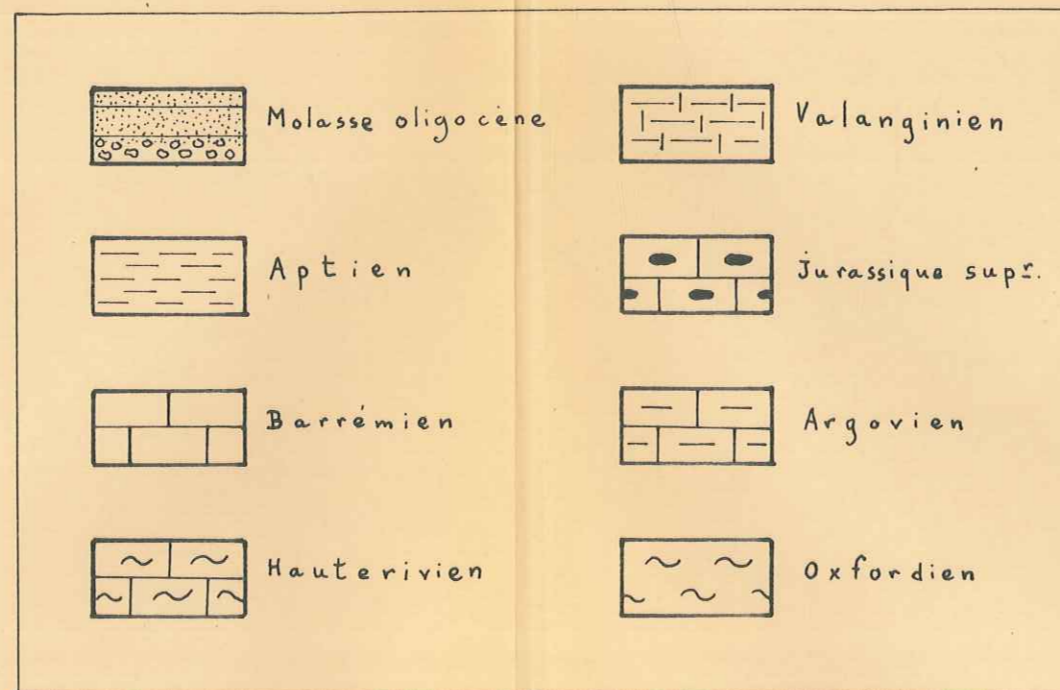 Molasse oligocène
Aptien
Barrémien
Hauterivien
Valanginien
Jurassique supr.
Argovien
Oxfordien